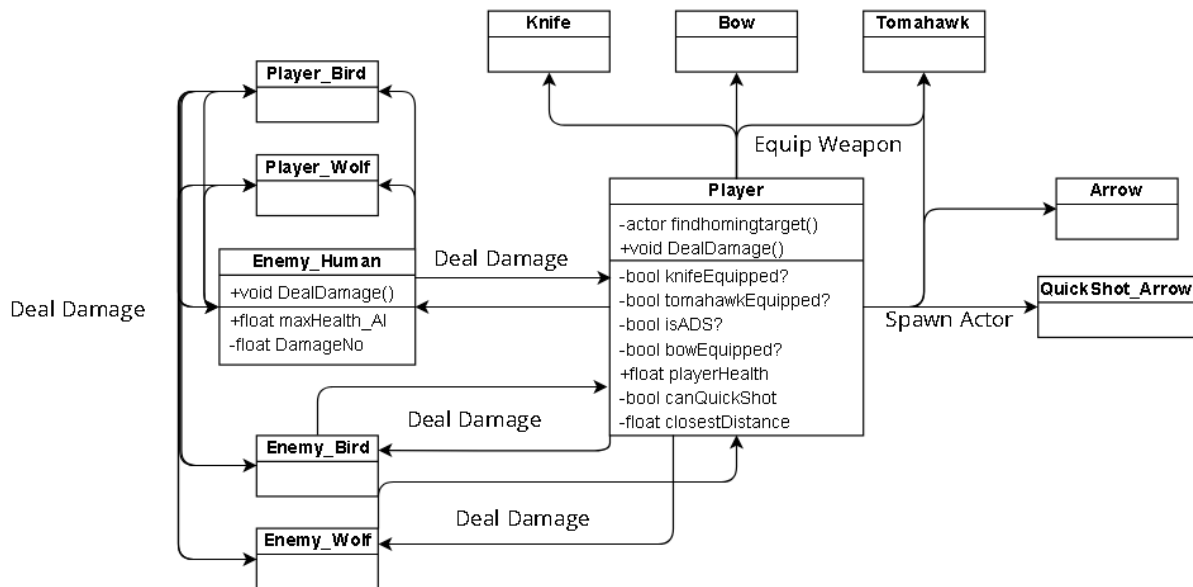 Knife
Bow
Tomahawk
Player_Bird
Equip Weapon
Player_Wolf
Player
-actor findhomingtarget()
+void DealDamage()
-bool knifeEquipped?
-bool tomahawkEquipped?
-bool isADS?
-bool bowEquipped?
+float playerHealth
-bool canQuickShot
-float closestDistance
Arrow
Enemy_Human
+void DealDamage()
+float maxHealth_AI
-float DamageNo
Deal Damage
Deal Damage
QuickShot_Arrow
Spawn Actor
Deal Damage
Enemy_Bird
Deal Damage
Enemy_Wolf